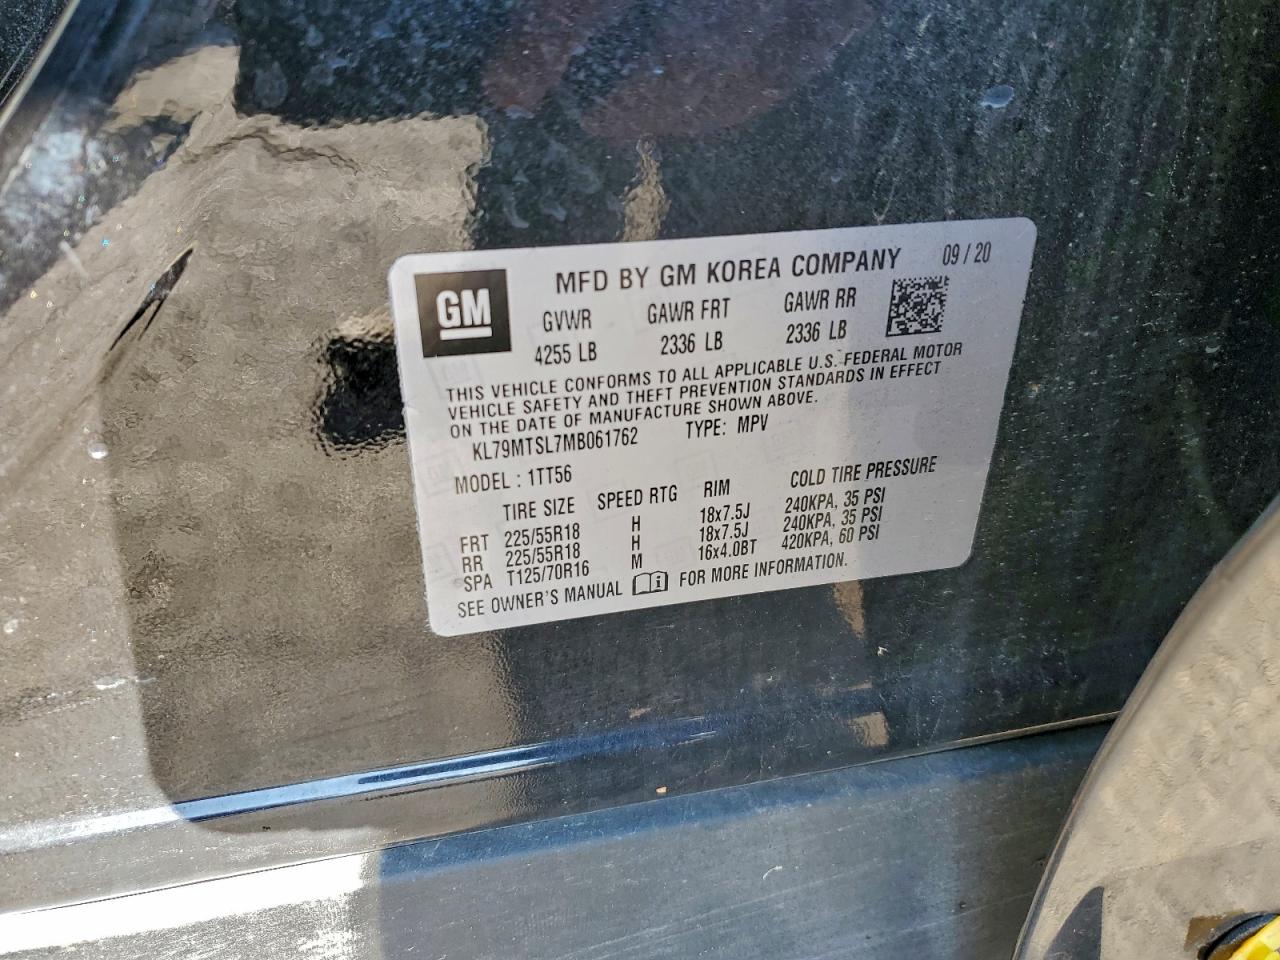 MFD BY GM KOREA COMPANY 09 / 20
GM
GVWR GAWR FRT GAWR RR
4255 LB 2336 LB 2336 LB
THIS VEHICLE CONFORMS TO ALL APPLICABLE U.S. FEDERAL MOTOR
VEHICLE SAFETY AND THEFT PREVENTION STANDARDS IN EFFECT
ON THE DATE OF MANUFACTURE SHOWN ABOVE.
KL79MTSL7MB061762 TYPE: MPV
MODEL : 1TT56
TIRE SIZE SPEED RTG RIM COLD TIRE PRESSURE
FRT 225/55R18 H 18x7.5J 240KPA, 35 PSI
RR 225/55R18 H 18x7.5J 240KPA, 35 PSI
SPA T125/70R16 M 16x4.0BT 420KPA, 60 PSI
SEE OWNER'S MANUAL i FOR MORE INFORMATION.